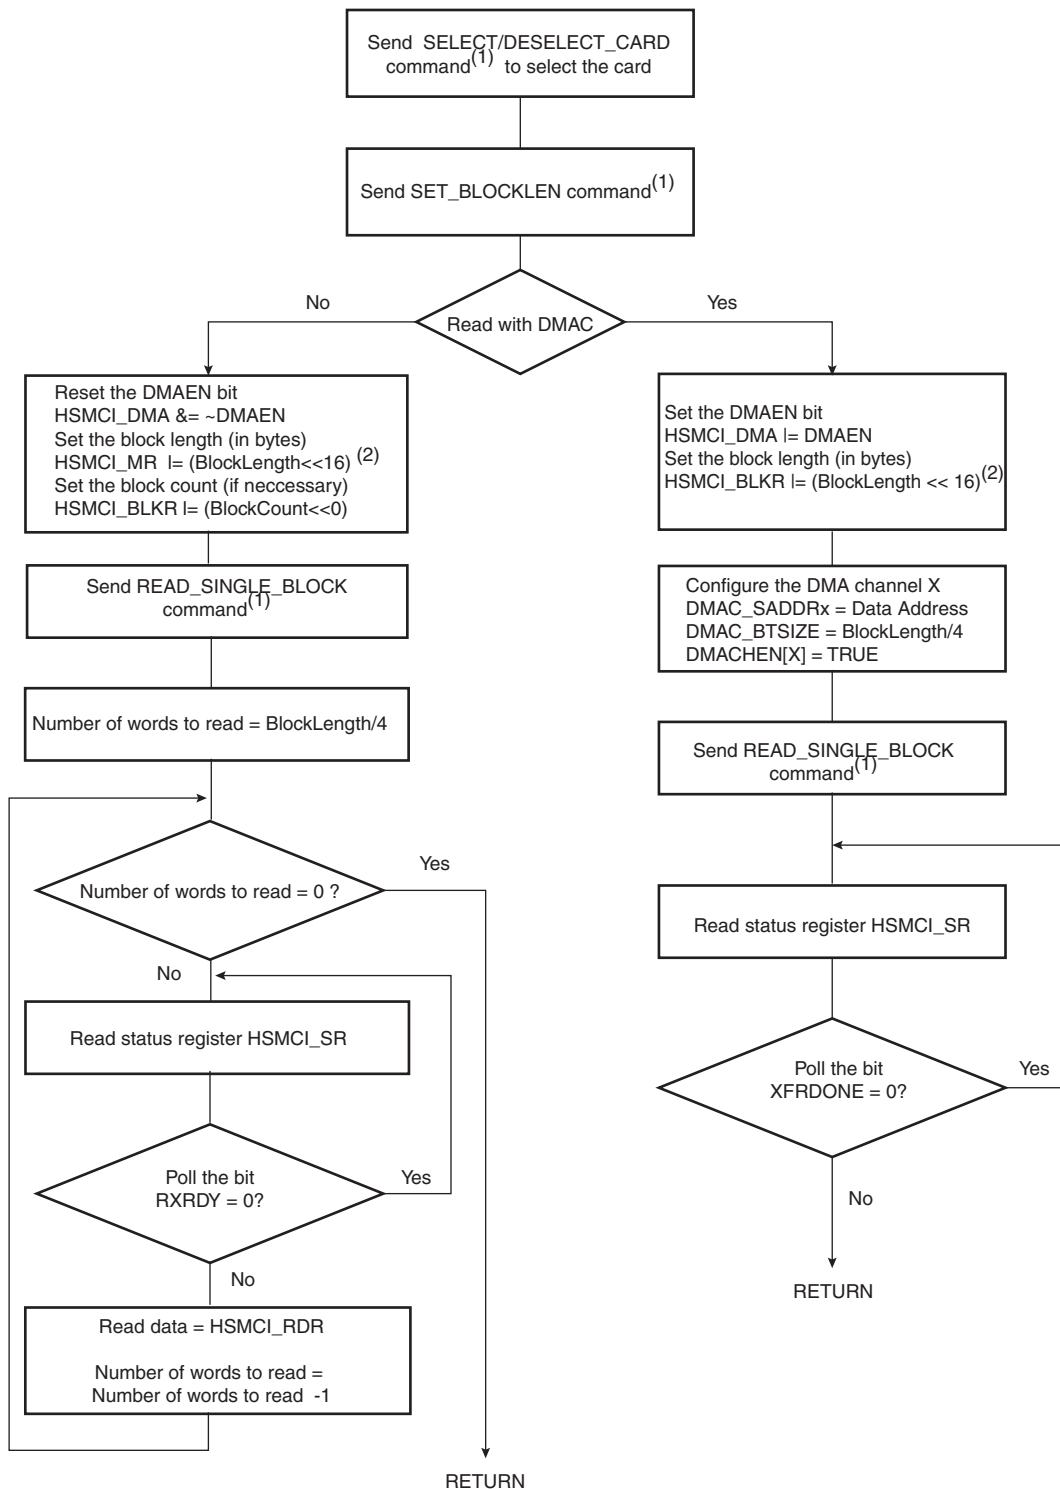 Send SELECT/DESELECT_CARD
command(1) to select the card
Send SET_BLOCKLEN command(1)
No
Yes
Read with DMAC
Reset the DMAEN bit
HSMCI_DMA &= ~DMAEN
Set the block length (in bytes)
HSMCI_MR |= (BlockLength<<16) (2)
Set the block count (if neccessary)
HSMCI_BLKR |= (BlockCount<<0)
Send READ_SINGLE_BLOCK
command(1)
Number of words to read = BlockLength/4
Number of words to read = 0 ?
Yes
No
Read status register HSMCI_SR
Poll the bit
RXRDY = 0?
Yes
No
Read data = HSMCI_RDR
Number of words to read =
Number of words to read -1
RETURN
Set the DMAEN bit
HSMCI_DMA |= DMAEN
Set the block length (in bytes)
HSMCI_BLKR |= (BlockLength << 16)(2)
Configure the DMA channel X
DMAC_SADDRx = Data Address
DMAC_BTSIZE = BlockLength/4
DMACHEN[X] = TRUE
Send READ_SINGLE_BLOCK
command(1)
Read status register HSMCI_SR
Poll the bit
XFRDONE = 0?
Yes
No
RETURN